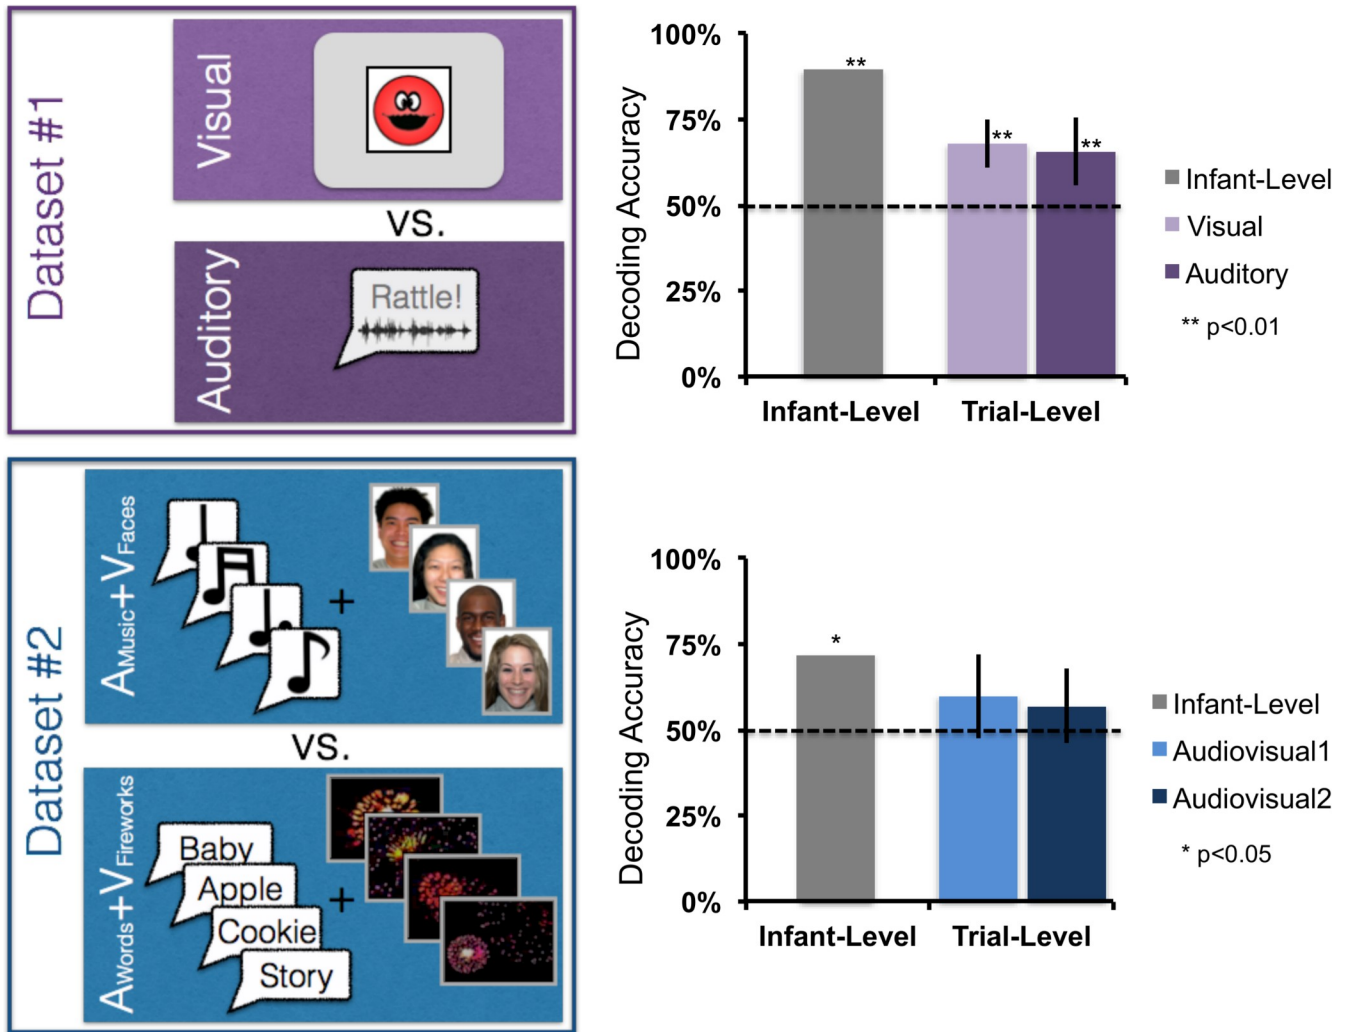 Dataset #1
Visual
vs.
Auditory
Rattle!
100%
75%
50%
25%
0%
Decoding Accuracy
**
**
**
Infant-Level
Trial-Level
Infant-Level
Visual
Auditory
** p<0.01
Dataset #2
AMusic+VFaces
+
vs.
AWords+VFireworks
Baby
Apple
Cookie
Story
+
100%
75%
50%
25%
0%
Decoding Accuracy
*
Infant-Level
Trial-Level
Infant-Level
Audiovisual1
Audiovisual2
* p<0.05